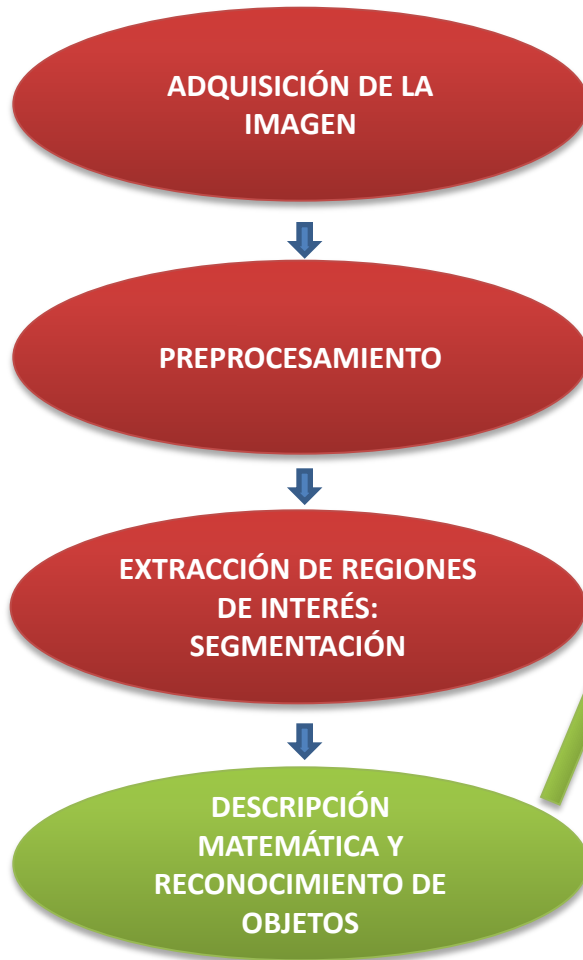 ADQUISICIÓN DE LA
IMAGEN
PREPROCESAMIENTO
EXTRACCIÓN DE REGIONES
DE INTERÉS:
SEGMENTACIÓN
DESCRIPCIÓN
MATEMÁTICA Y
RECONOCIMIENTO DE
OBJETOS